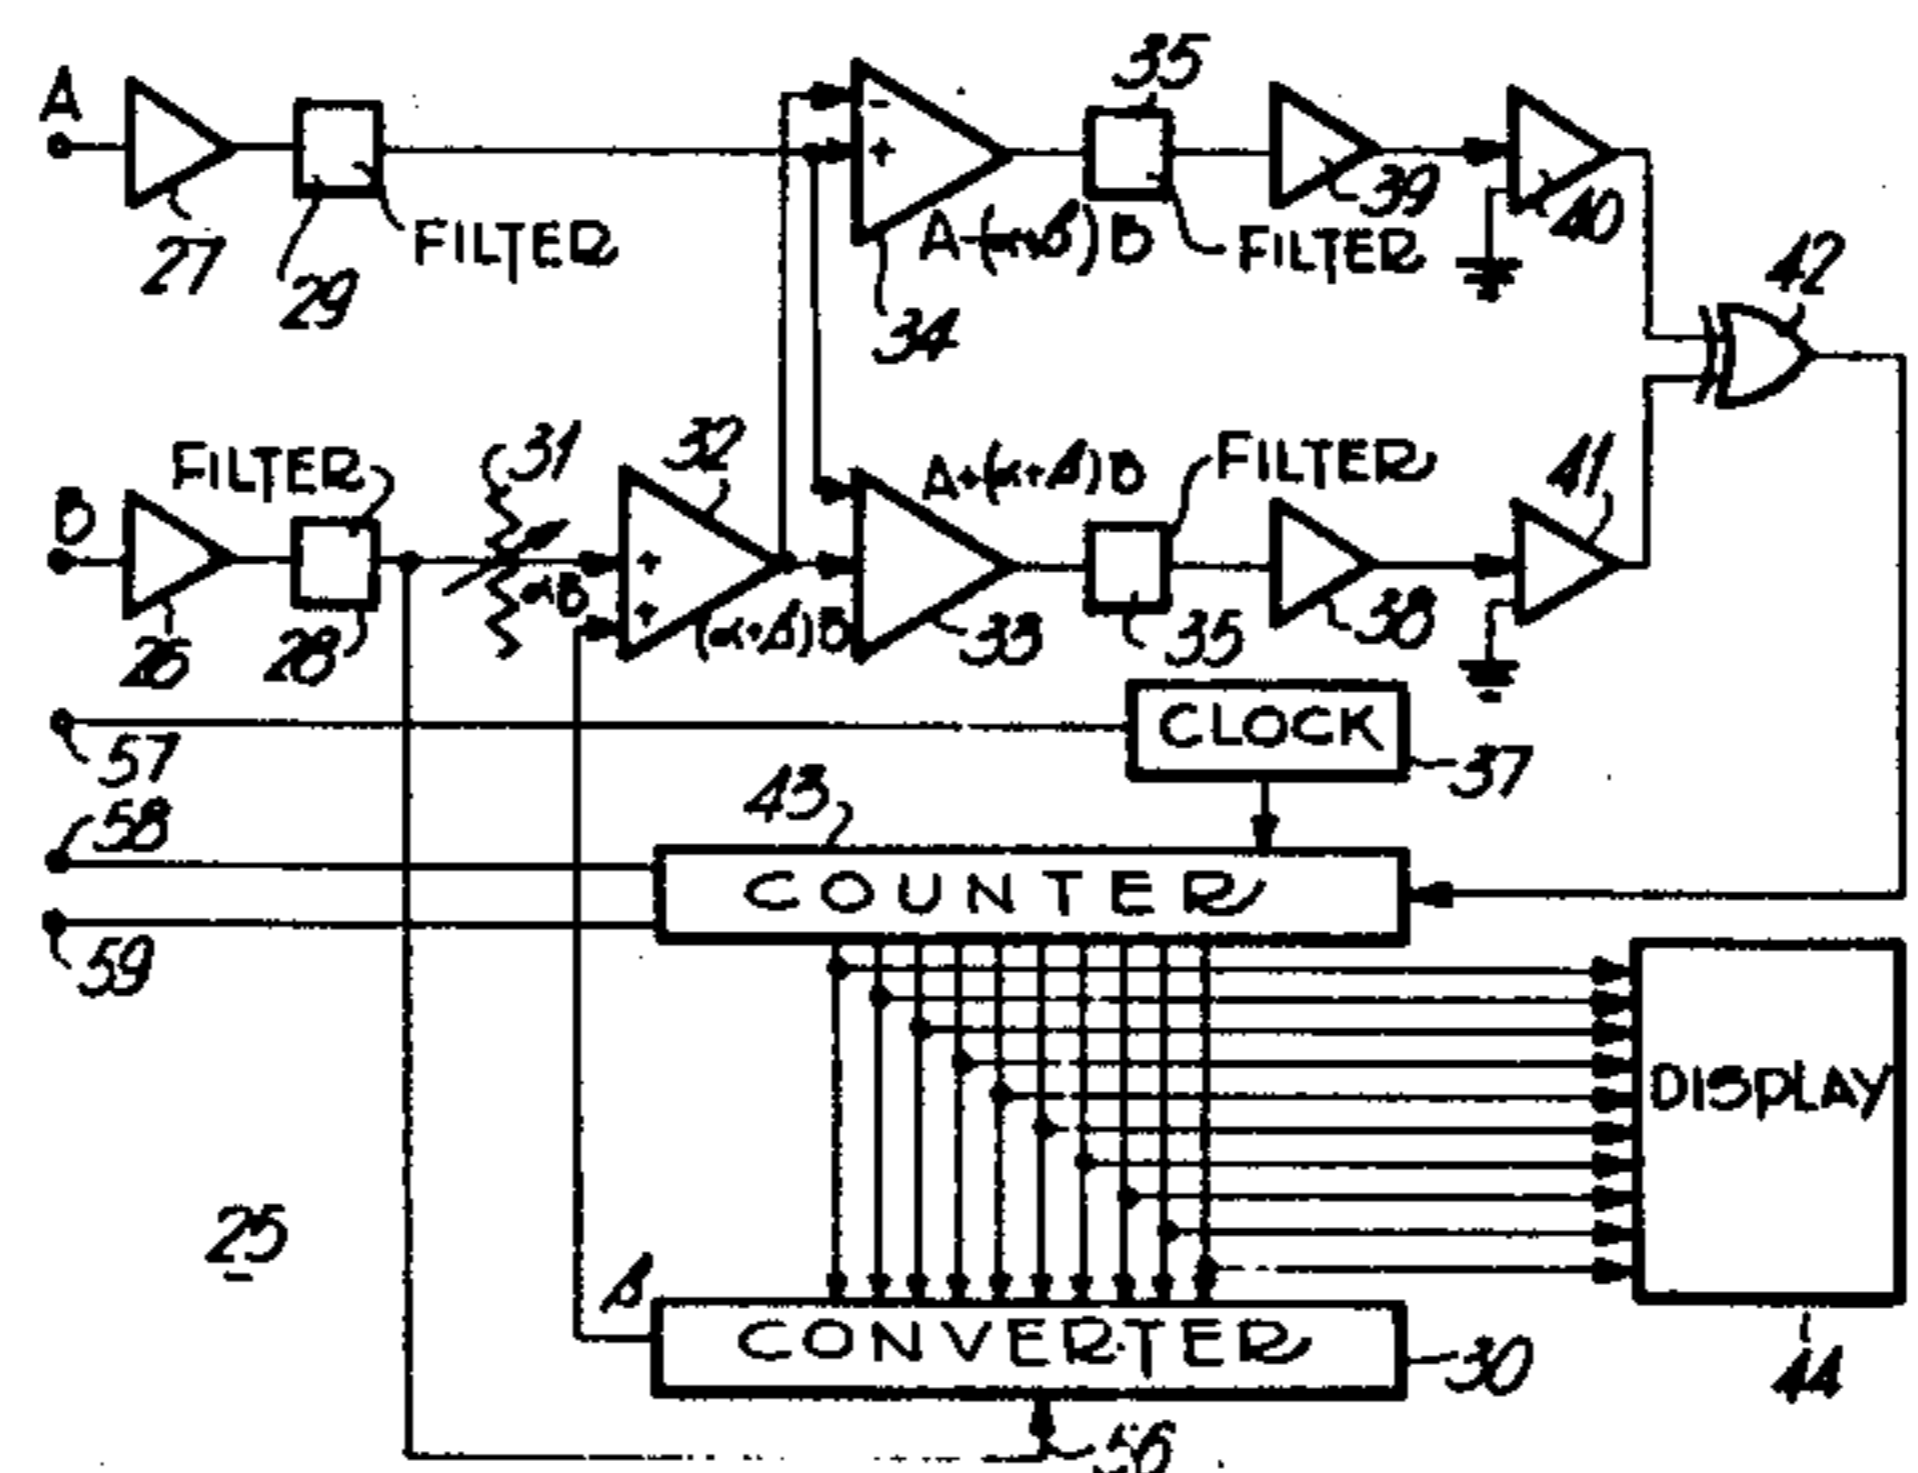 A
27
29
FILTER
-
+
34
A-(α+β)B
35
FILTER
39
40
42
B
26
FILTER
28
31
αB
+
+
32
(α+β)B
33
A+(α+β)B
35
FILTER
38
41
57
CLOCK
37
58
43
COUNTER
59
DISPLAY
44
25
β
CONVERTER
30
56